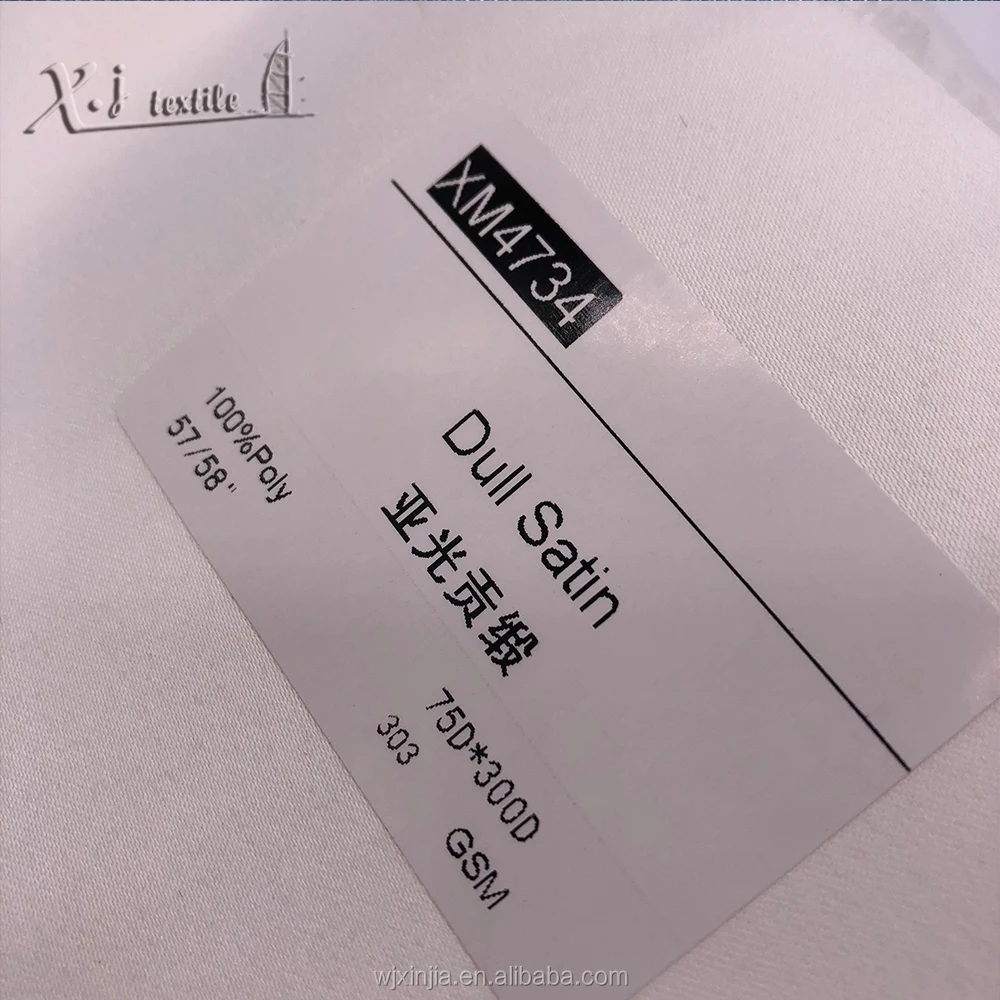 X.j textile
XM4734
Dull Satin
亚光贡缎
100%Poly
75D*300D
57/58"
303 GSM
wjxinjia.en.alibaba.com